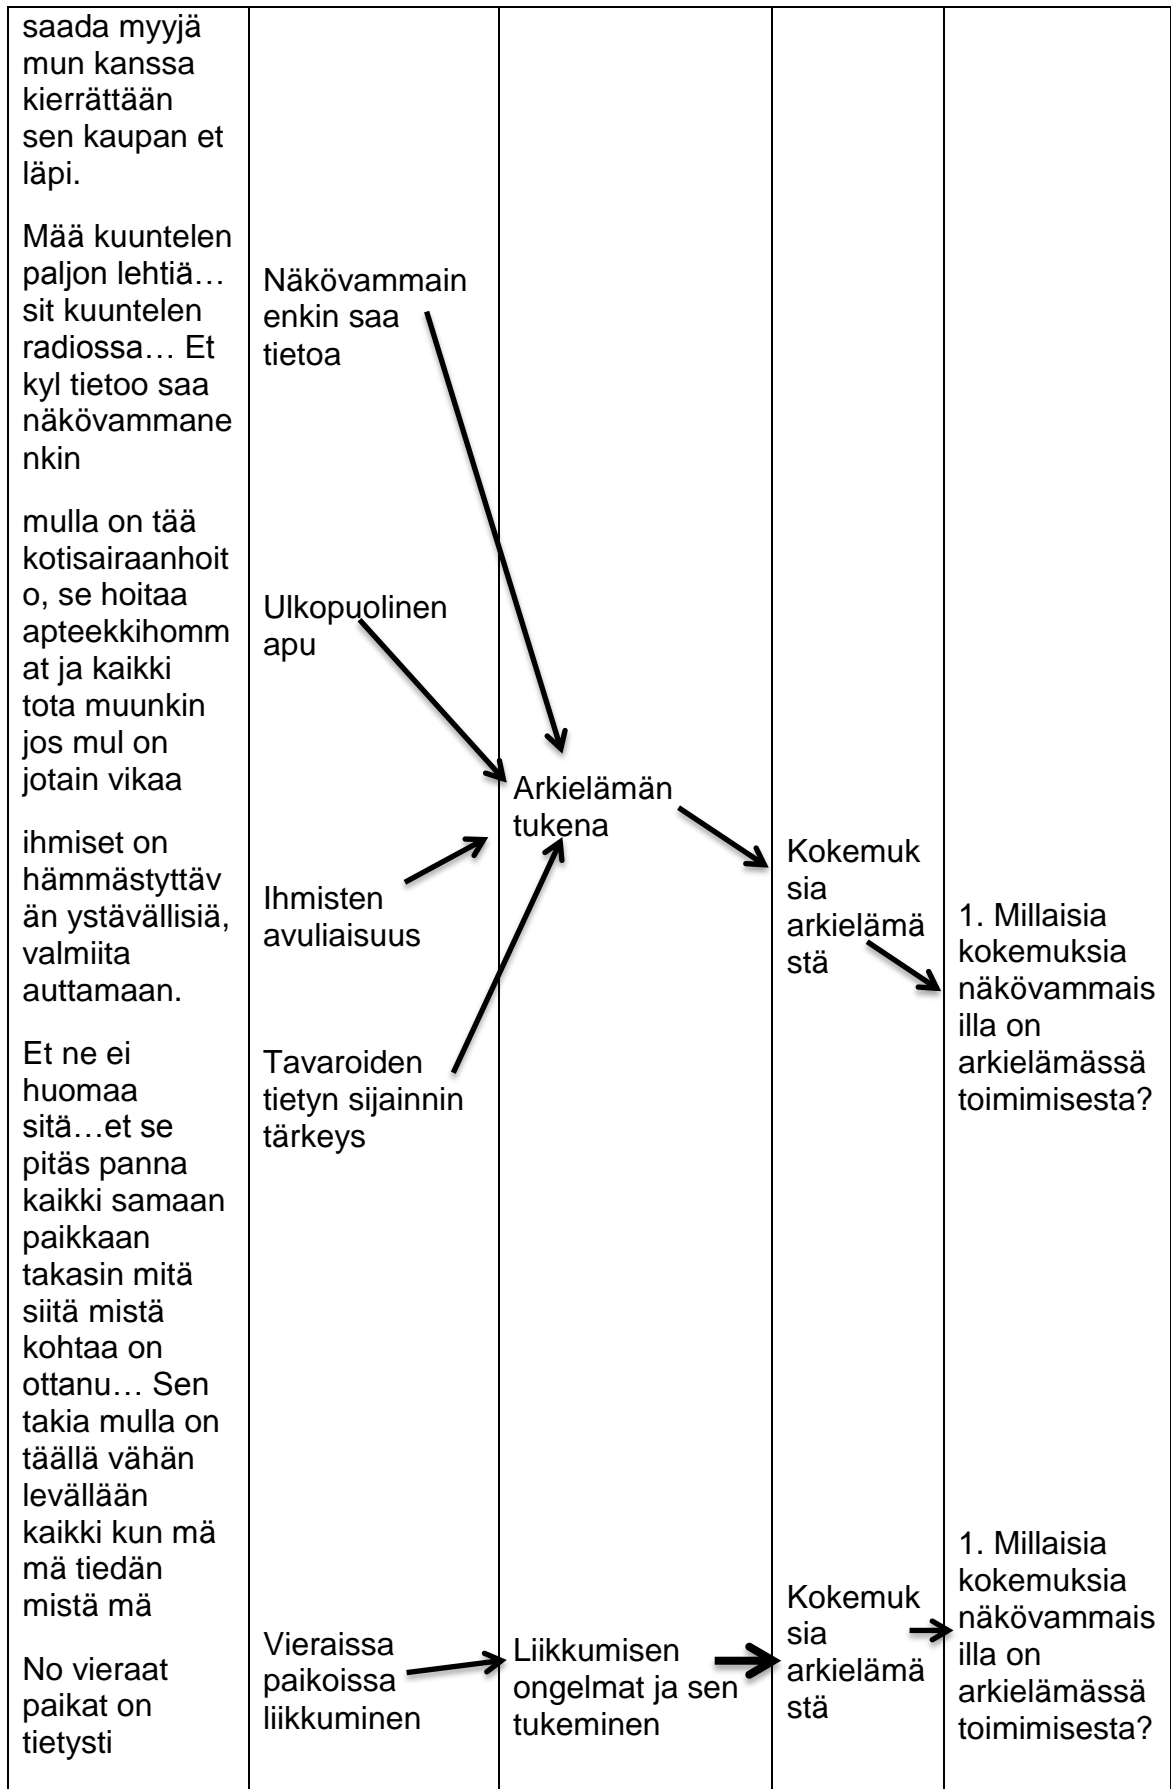 saada myyjä
mun kanssa
kierrättään
sen kaupan et
läpi.
Mää kuuntelen
paljon lehtiä…
sit kuuntelen
radiossa… Et
kyl tietoo saa
näkövammane
nkin
mulla on tää
kotisairaanhoit
o, se hoitaa
apteekkihomm
at ja kaikki
tota muunkin
jos mul on
jotain vikaa
ihmiset on
hämmästyttäv
än ystävällisiä,
valmiita
auttamaan.
Et ne ei
huomaa
sitä…et se
pitäs panna
kaikki samaan
paikkaan
takasin mitä
siitä mistä
kohtaa on
ottanu… Sen
takia mulla on
täällä vähän
levällään
kaikki kun mä
mä tiedän
mistä mä
No vieraat
paikat on
tietysti
Näkövammain
enkin saa
tietoa
Ulkopuolinen
apu
Ihmisten
avuliaisuus
Tavaroiden
tietyn sijainnin
tärkeys
Vieraissa
paikoissa
liikkuminen
Arkielämän
tukena
Liikkumisen
ongelmat ja sen
tukeminen
Kokemuk
sia
arkielämä
stä
Kokemuk
sia
arkielämä
stä
1. Millaisia
kokemuksia
näkövammais
illa on
arkielämässä
toimimisesta?
1. Millaisia
kokemuksia
näkövammais
illa on
arkielämässä
toimimisesta?